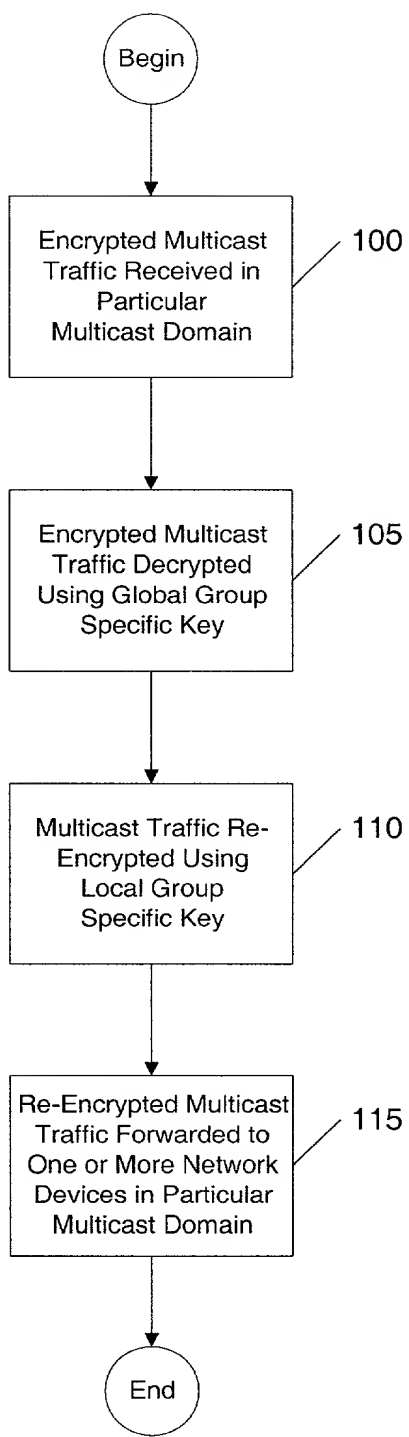 Begin
Encrypted Multicast
Traffic Received in
Particular
Multicast Domain
100
Encrypted Multicast
Traffic Decrypted
Using Global Group
Specific Key
105
Multicast Traffic Re-
Encrypted Using
Local Group
Specific Key
110
Re-Encrypted Multicast
Traffic Forwarded to
One or More Network
Devices in Particular
Multicast Domain
115
End